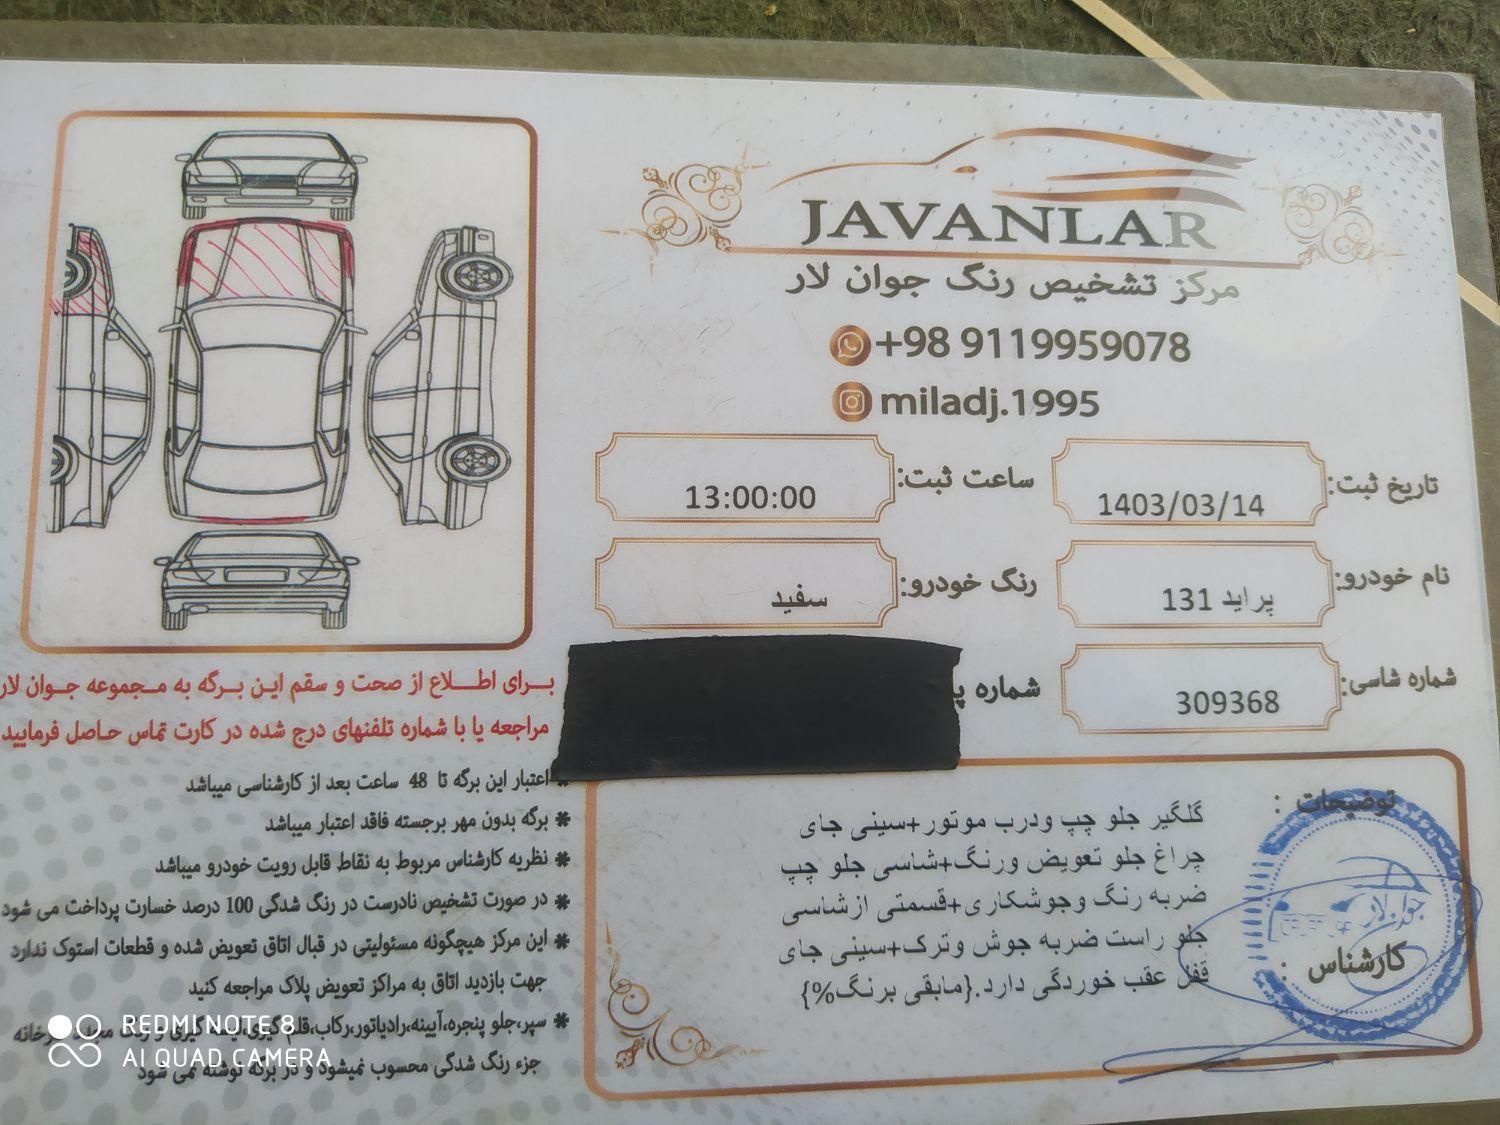 JAVANLAR
مرکز تشخیص رنگ جوان لار
+98 9119959078
miladj.1995
تاریخ ثبت: 1403/03/14
ساعت ثبت: 13:00:00
نام خودرو: پراید 131
رنگ خودرو: سفید
شماره شاسی: 309368
شماره
توضیحات :
گلگیر جلو چپ ودرب موتور+سینی جای
چراغ جلو تعویض ورنگ+شاسی جلو چپ
ضربه رنگ وجوشکاری+قسمتی ازشاسی
جلو راست ضربه جوش وترک+سینی جای
قفل عقب خوردگی دارد.{مابقی برنگ%}
جوان لار
کارشناس :
برای اطلاع از صحت و سقم این برگه به مجموعه جوان لار
مراجعه یا با شماره تلفنهای درج شده در کارت تماس حاصل فرمایید
* اعتبار این برگه تا 48 ساعت بعد از کارشناسی میباشد
* برگه بدون مهر برجسته فاقد اعتبار میباشد
* نظریه کارشناس مربوط به نقاط قابل رویت خودرو میباشد
* در صورت تشخیص نادرست در رنگ شدگی 100 درصد خسارت پرداخت می شود
* این مرکز هیچگونه مسئولیتی در قبال اتاق تعویض شده و قطعات استوک ندارد
جهت بازدید اتاق به مراکز تعویض پلاک مراجعه کنید
* سپر،جلو پنجره،آیینه،رادیاتور،رکاب،قلم گیری،لیسه گیری و رنگ
جزء رنگ شدگی محسوب نمیشود و در برگه نوشته نمی شود
REDMI NOTE 8
AI QUAD CAMERA